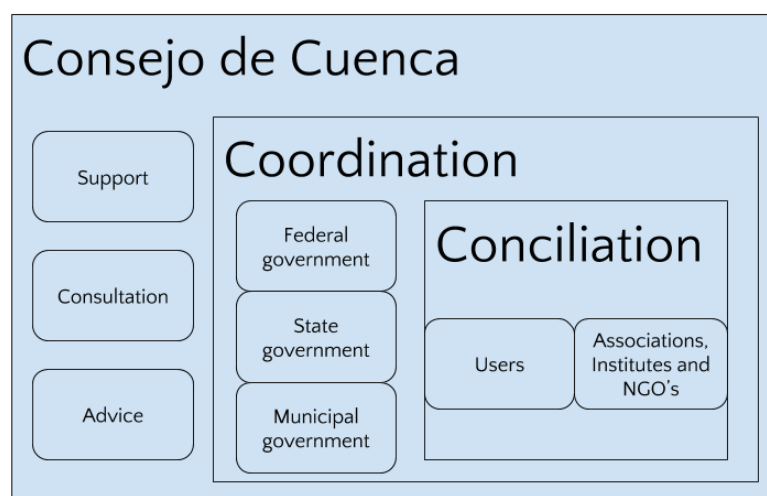 Consejo de Cuenca
Support
Consultation
Advice
Coordination
Federal
government
State
government
Municipal
government
Conciliation
Users
Associations,
Institutes and
NGO's